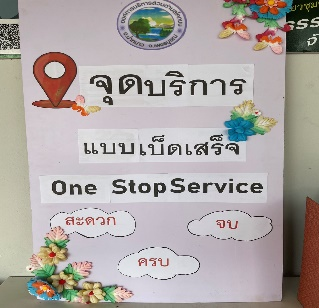 จุดบริการ
แบบเบ็ดเสร็จ
One Stop Service
สะดวก
จบ
ครบ